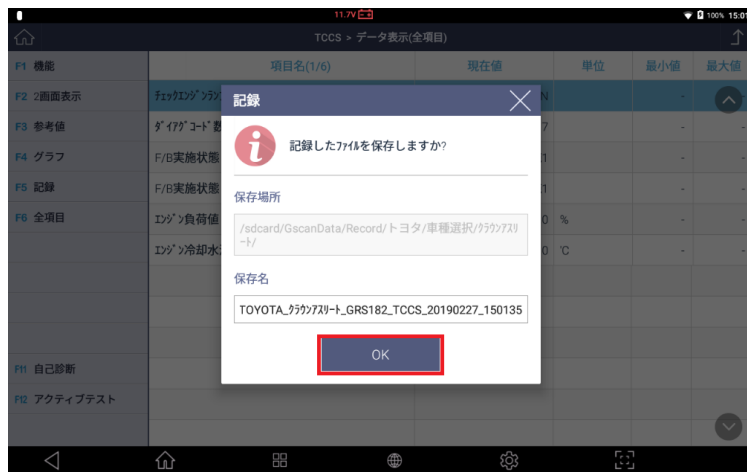 11.7V
100% 15:01
TCCS > データ表示(全項目)
F1 機能
項目名(1/6) 現在値 単位 最小値 最大値
F2 2画面表示
ﾁｪｯｸｴﾝｼﾞﾝﾗﾝ
N
-
F3 参考値
ﾀﾞｲｱｸﾞｺｰﾄﾞ数
7
- -
F4 グラフ
F/B実施状態
- -
F5 記録
F/B実施状態
- -
F6 全項目
ｴﾝｼﾞﾝ負荷値
0 %
- -
ｴﾝｼﾞﾝ冷却水
0 ℃
- -
F11 自己診断
F12 アクティブテスト
記録
i
記録したﾌｧｲﾙを保存しますか?
保存場所
/sdcard/GscanData/Record/トヨタ/車種選択/ｸﾗｳﾝｱｽﾘ
ｰﾄ/
保存名
TOYOTA_ｸﾗｳﾝｱｽﾘｰﾄ_GRS182_TCCS_20190227_150135
OK